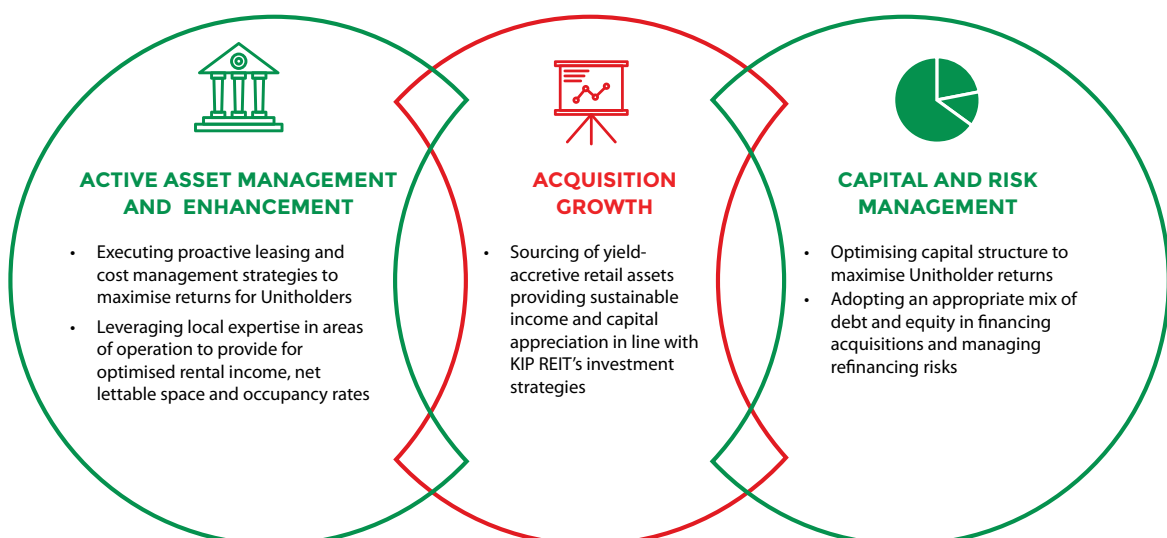 ACTIVE ASSET MANAGEMENT
AND ENHANCEMENT
• Executing proactive leasing and
cost management strategies to
maximise returns for Unitholders
• Leveraging local expertise in areas
of operation to provide for
optimised rental income, net
lettable space and occupancy rates
ACQUISITION
GROWTH
• Sourcing of yield-
accretive retail assets
providing sustainable
income and capital
appreciation in line with
KIP REIT’s investment
strategies
CAPITAL AND RISK
MANAGEMENT
• Optimising capital structure to
maximise Unitholder returns
• Adopting an appropriate mix of
debt and equity in financing
acquisitions and managing
refinancing risks